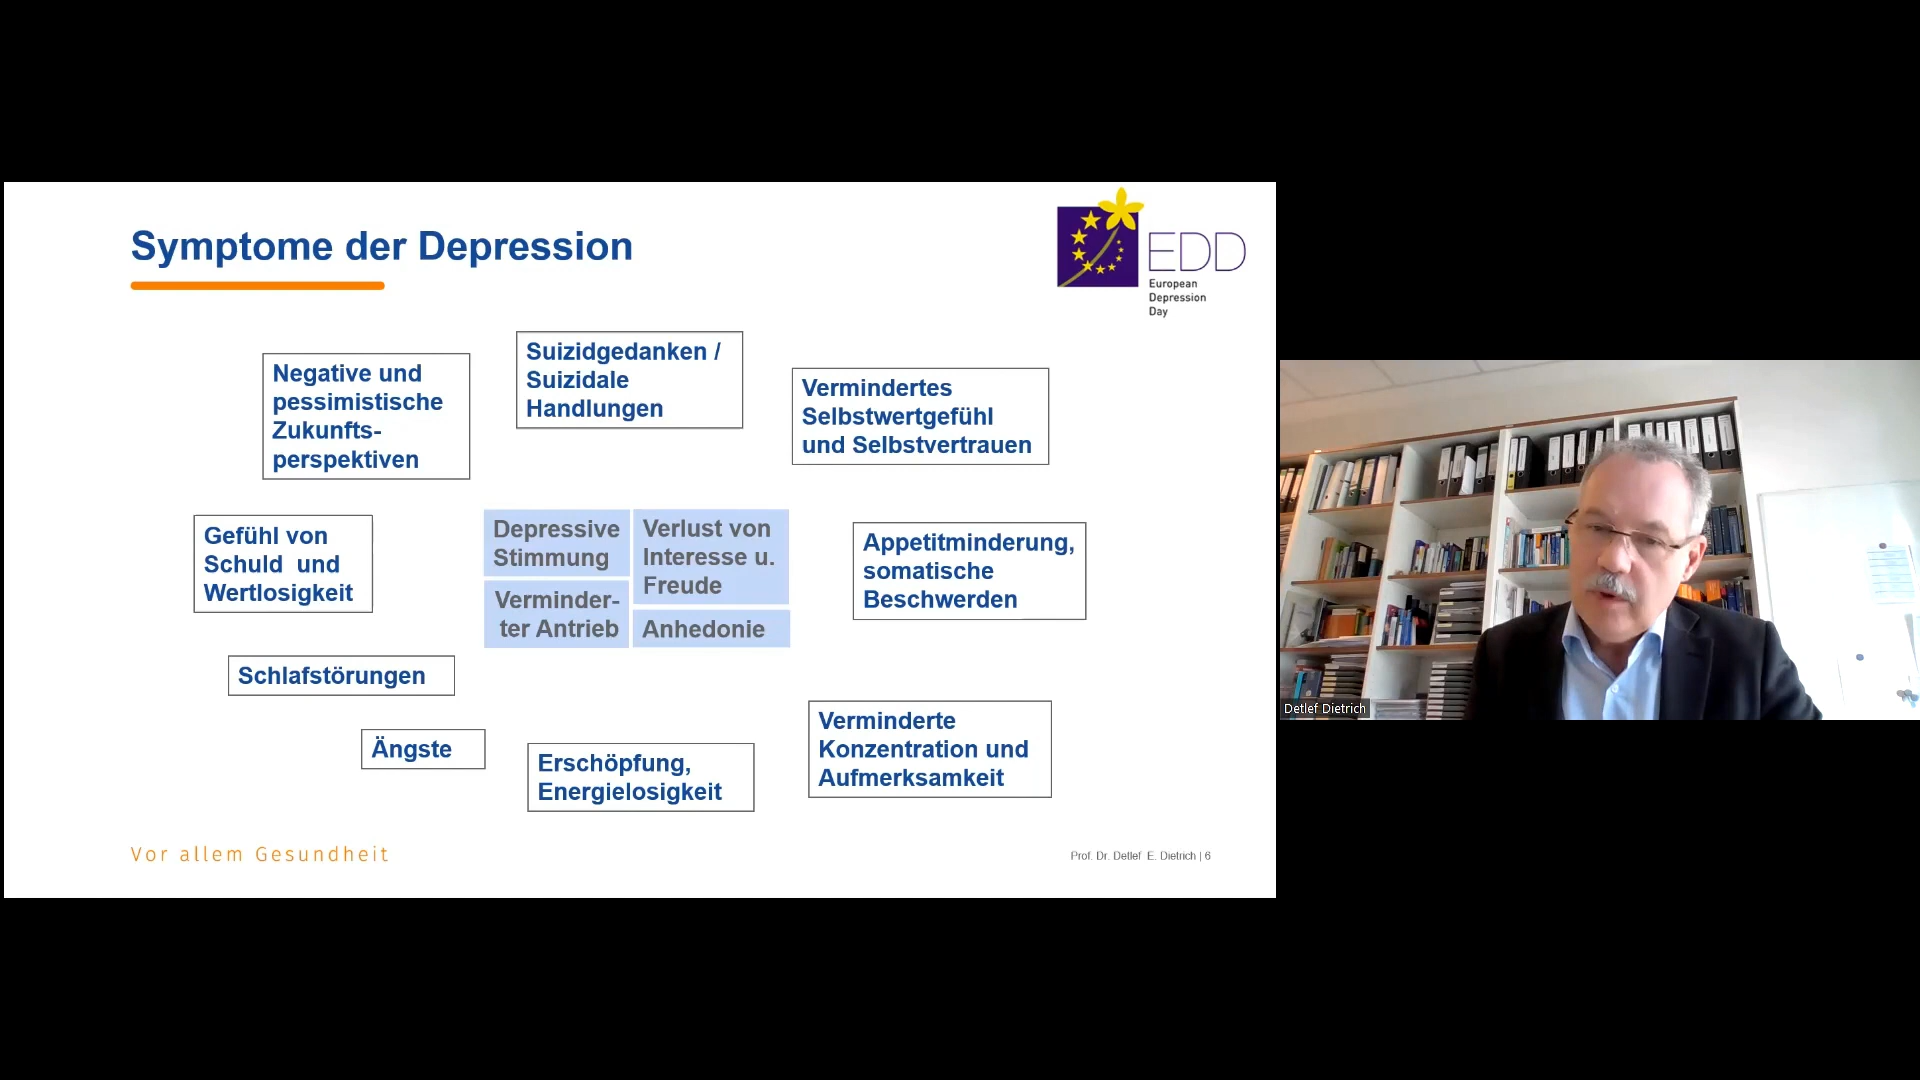 Symptome der Depression
EDD
European
Depression
Day
Negative und
pessimistische
Zukunfts-
perspektiven
Suizidgedanken /
Suizidale
Handlungen
Vermindertes
Selbstwertgefühl
und Selbstvertrauen
Gefühl von
Schuld und
Wertlosigkeit
Depressive
Stimmung
Verlust von
Interesse u.
Freude
Verminder-
ter Antrieb
Anhedonie
Appetitminderung,
somatische
Beschwerden
Schlafstörungen
Ängste
Erschöpfung,
Energielosigkeit
Verminderte
Konzentration und
Aufmerksamkeit
Vor allem Gesundheit
Prof. Dr. Detlef E. Dietrich | 6
Detlef Dietrich